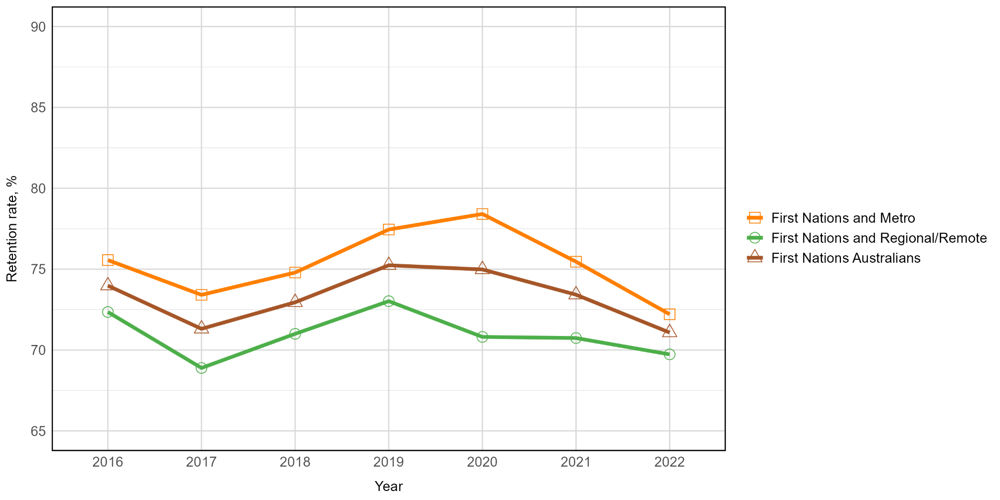 90
85
80
75
70
65
Retention rate, %
2016 2017 2018 2019 2020 2021 2022
Year
First Nations and Metro
First Nations and Regional/Remote
First Nations Australians